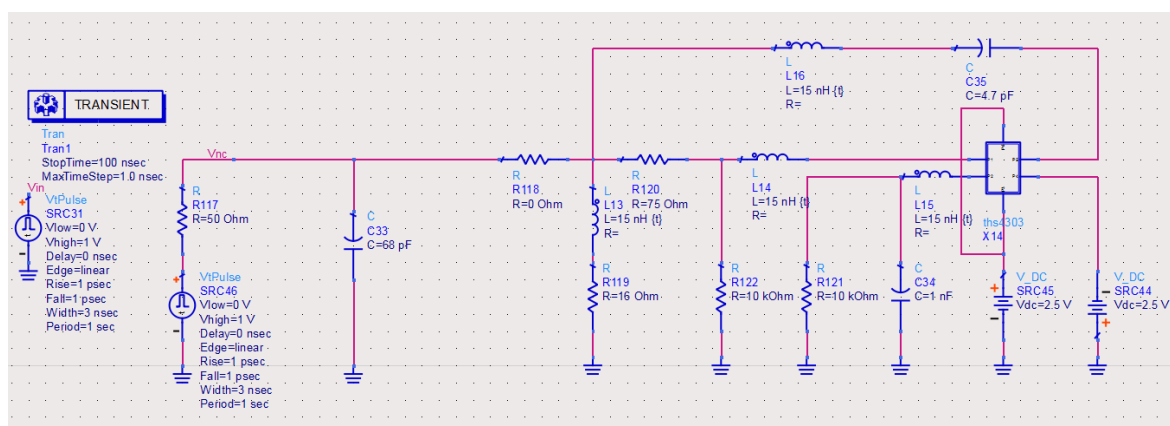 TRANSIENT
Tran
Tran1
StopTime=100 nsec
MaxTimeStep=1.0 nsec
Vin
VtPulse
SRC31
Vlow=0 V
Vhigh=1 V
Delay=0 nsec
Edge=linear
Rise=1 psec
Fall=1 psec
Width=3 nsec
Period=1 sec
Vnc
R
R117
R=50 Ohm
VtPulse
SRC46
Vlow=0 V
Vhigh=1 V
Delay=0 nsec
Edge=linear
Rise=1 psec
Fall=1 psec
Width=3 nsec
Period=1 sec
C
C33
C=68 pF
R
R118
R=0 Ohm
L
L13
L=15 nH {t}
R=
R
R119
R=16 Ohm
R
R120
R=75 Ohm
L
L16
L=15 nH {t}
R=
C
C35
C=4.7 pF
L
L14
L=15 nH {t}
R=
R
R122
R=10 kOhm
R
R121
R=10 kOhm
C
C34
C=1 nF
L
L15
L=15 nH {t}
R=
ths4303
X14
V_DC
SRC45
Vdc=2.5 V
V_DC
SRC44
Vdc=2.5 V